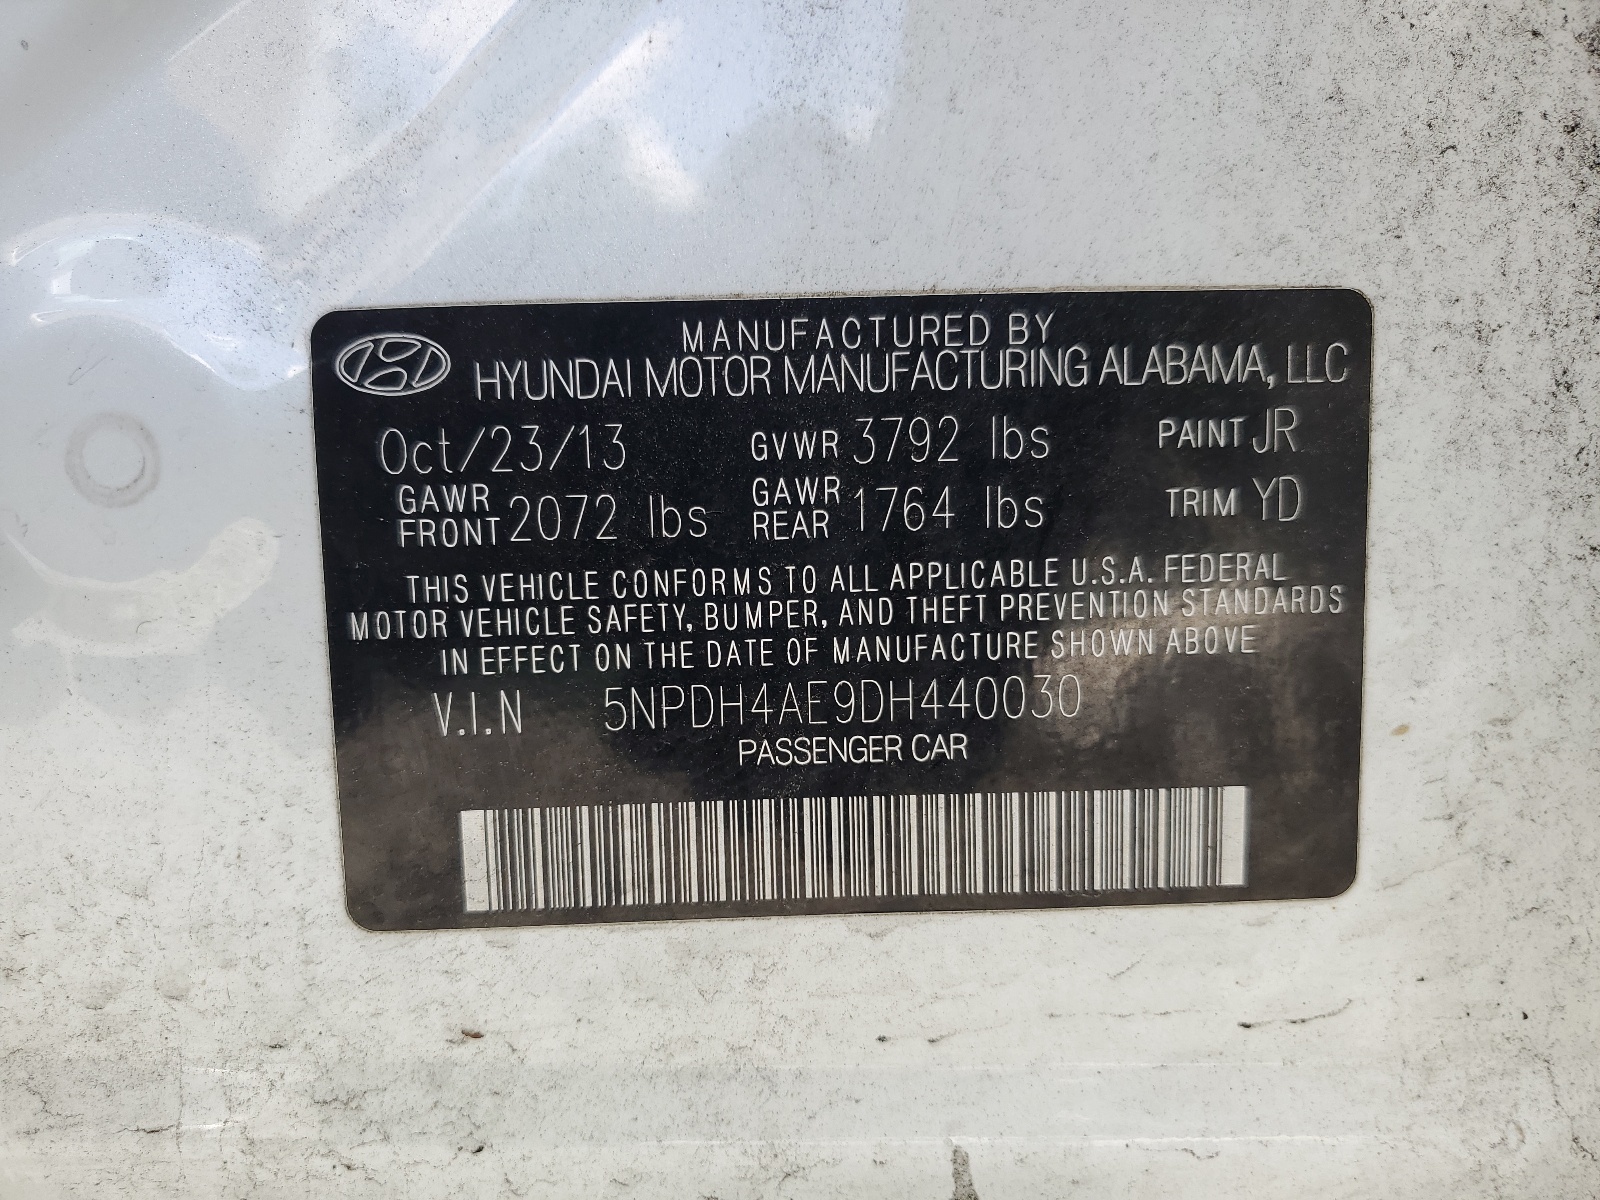 MANUFACTURED BY
HYUNDAI MOTOR MANUFACTURING ALABAMA, LLC
Oct/23/13 GVWR 3792 lbs PAINT JR
GAWR FRONT 2072 lbs GAWR REAR 1764 lbs TRIM YD
THIS VEHICLE CONFORMS TO ALL APPLICABLE U.S.A. FEDERAL
MOTOR VEHICLE SAFETY, BUMPER, AND THEFT PREVENTION STANDARDS
IN EFFECT ON THE DATE OF MANUFACTURE SHOWN ABOVE
V.I.N 5NPDH4AE9DH440030
PASSENGER CAR